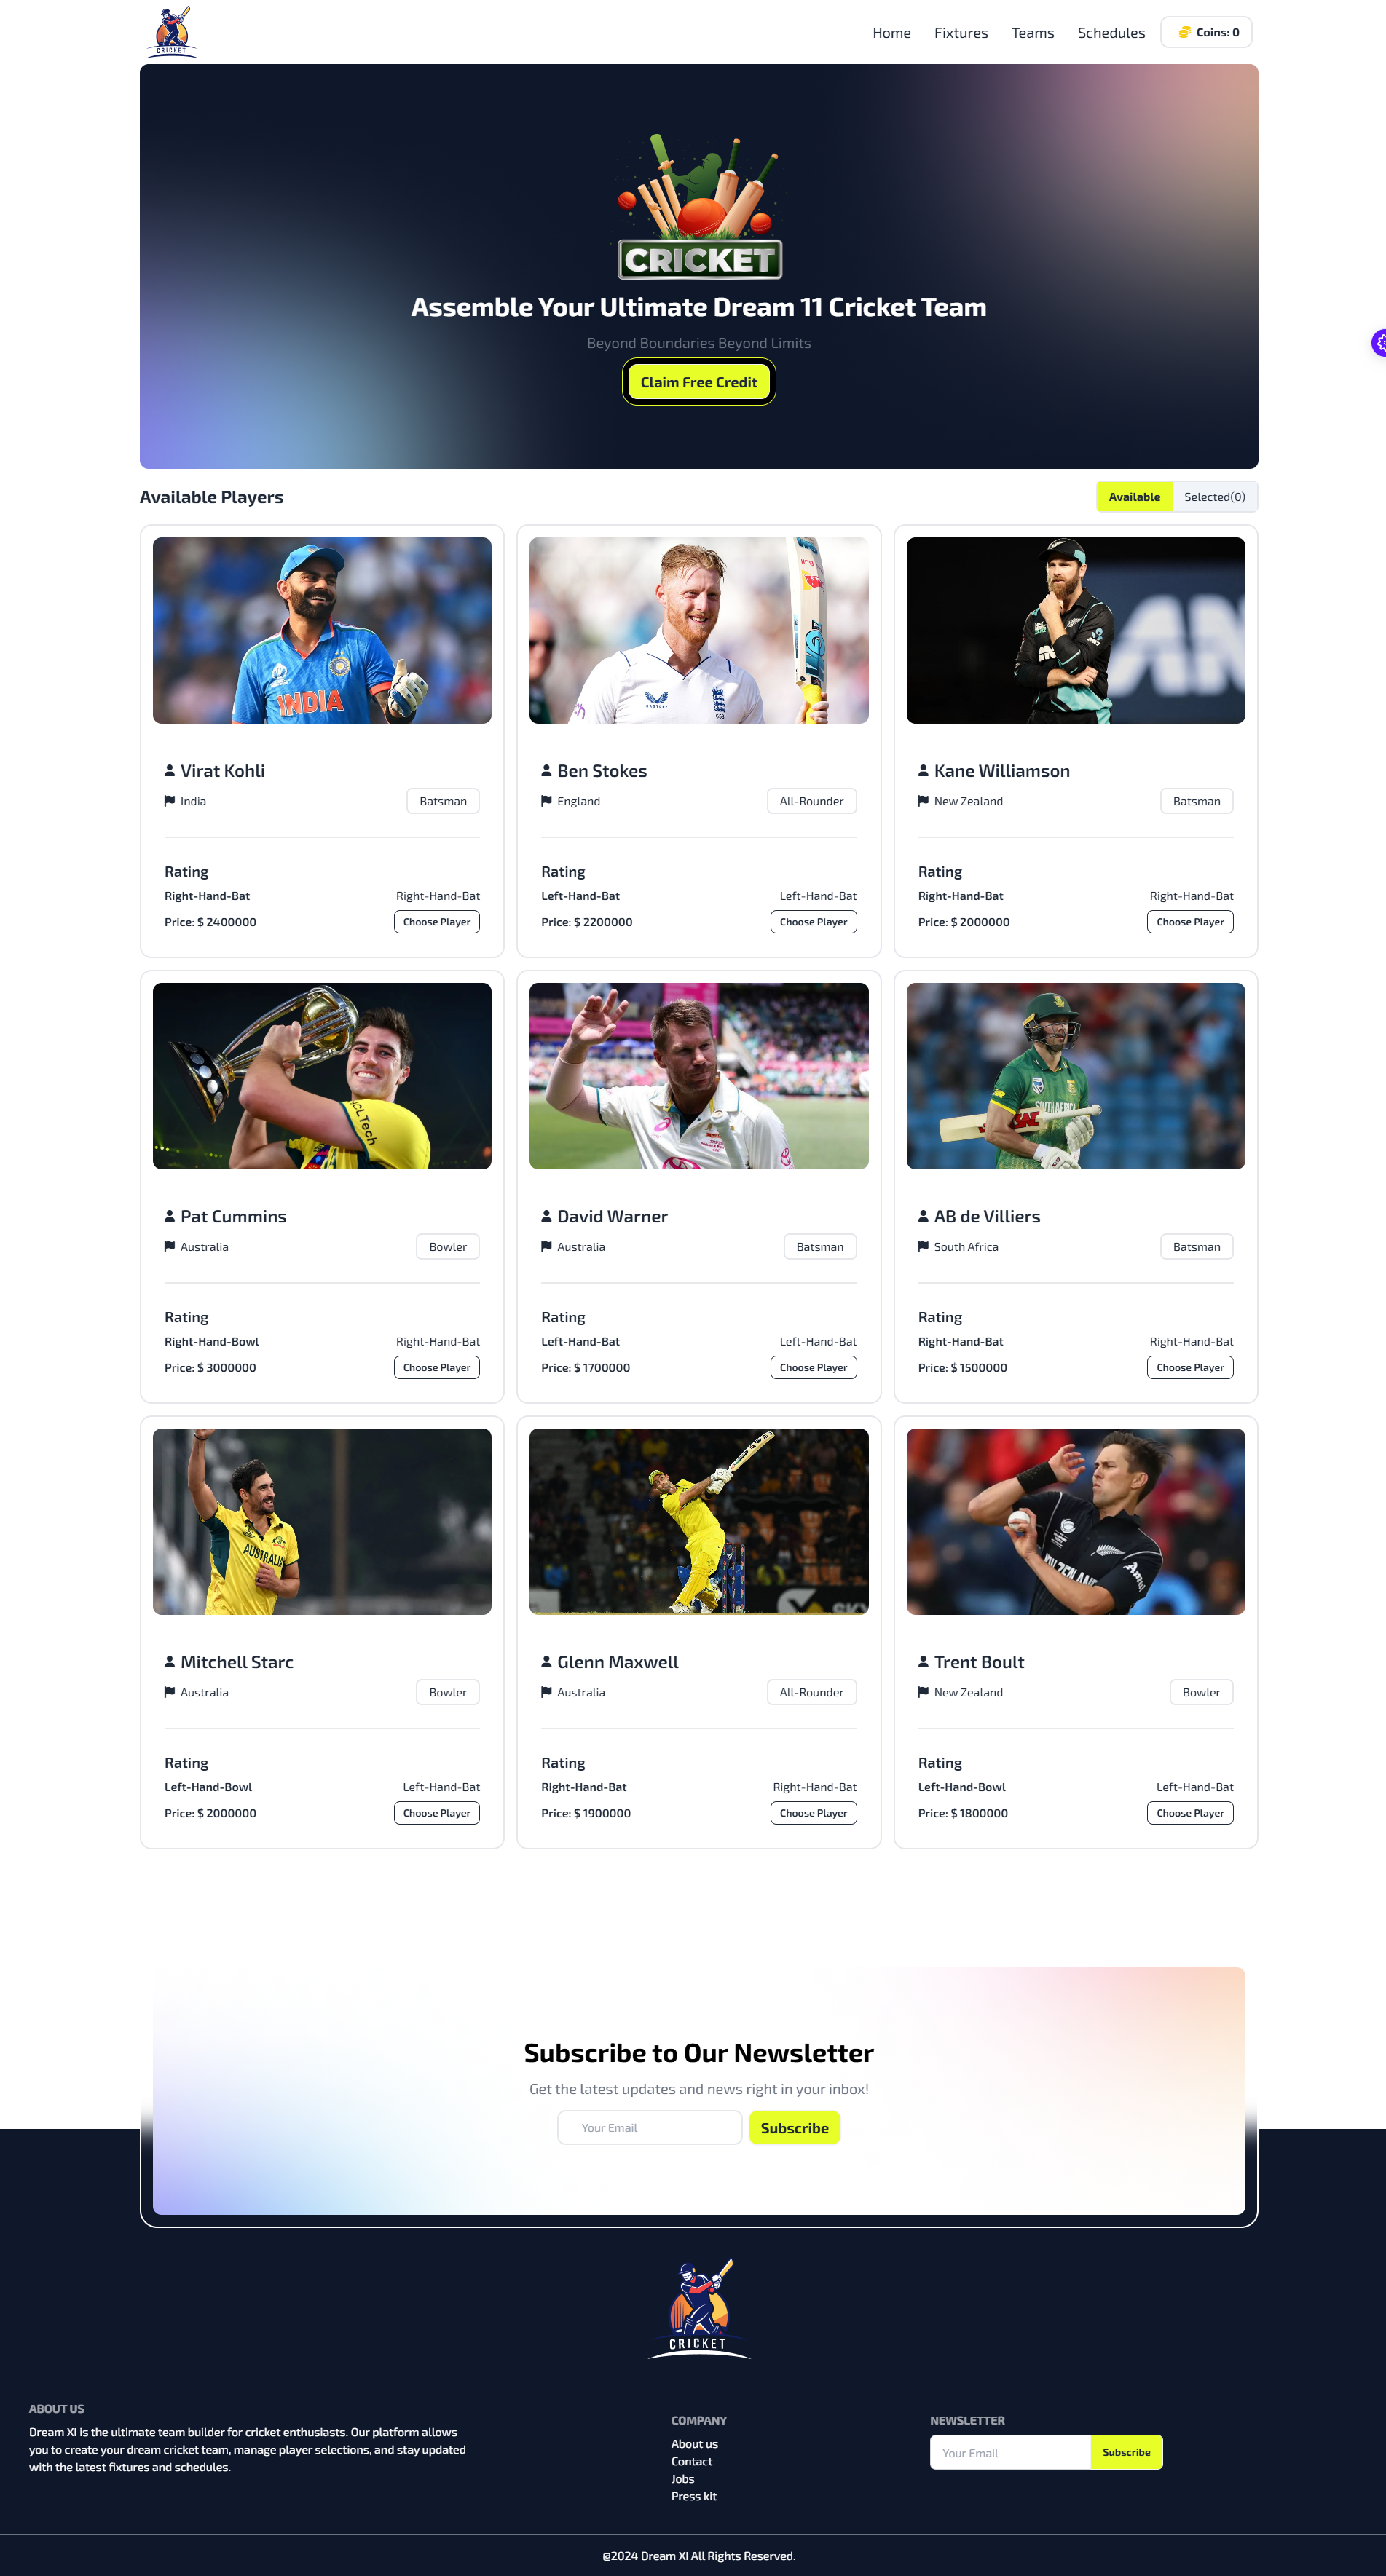 CRICKET
Home
Fixtures
Teams
Schedules
Coins: 0
CRICKET
Assemble Your Ultimate Dream 11 Cricket Team
Beyond Boundaries Beyond Limits
Claim Free Credit
Available Players
Available
Selected(0)
INDIA
Virat Kohli
India
Batsman
Rating
Right-Hand-Bat
Right-Hand-Bat
Price: $ 2400000
Choose Player
CASTORE
658
Ben Stokes
England
All-Rounder
Rating
Left-Hand-Bat
Left-Hand-Bat
Price: $ 2200000
Choose Player
Kane Williamson
New Zealand
Batsman
Rating
Right-Hand-Bat
Right-Hand-Bat
Price: $ 2000000
Choose Player
CLTech
Pat Cummins
Australia
Bowler
Rating
Right-Hand-Bowl
Right-Hand-Bat
Price: $ 3000000
Choose Player
David Warner
Australia
Batsman
Rating
Left-Hand-Bat
Left-Hand-Bat
Price: $ 1700000
Choose Player
SOUTH AFRICA
AB de Villiers
South Africa
Batsman
Rating
Right-Hand-Bat
Right-Hand-Bat
Price: $ 1500000
Choose Player
AUSTRALIA
Mitchell Starc
Australia
Bowler
Rating
Left-Hand-Bowl
Left-Hand-Bat
Price: $ 2000000
Choose Player
SKY
Glenn Maxwell
Australia
All-Rounder
Rating
Right-Hand-Bat
Right-Hand-Bat
Price: $ 1900000
Choose Player
Trent Boult
New Zealand
Bowler
Rating
Left-Hand-Bowl
Left-Hand-Bat
Price: $ 1800000
Choose Player
Subscribe to Our Newsletter
Get the latest updates and news right in your inbox!
Your Email
Subscribe
CRICKET
ABOUT US
Dream XI is the ultimate team builder for cricket enthusiasts. Our platform allows
you to create your dream cricket team, manage player selections, and stay updated
with the latest fixtures and schedules.
COMPANY
About us
Contact
Jobs
Press kit
NEWSLETTER
Your Email
Subscribe
@2024 Dream XI All Rights Reserved.